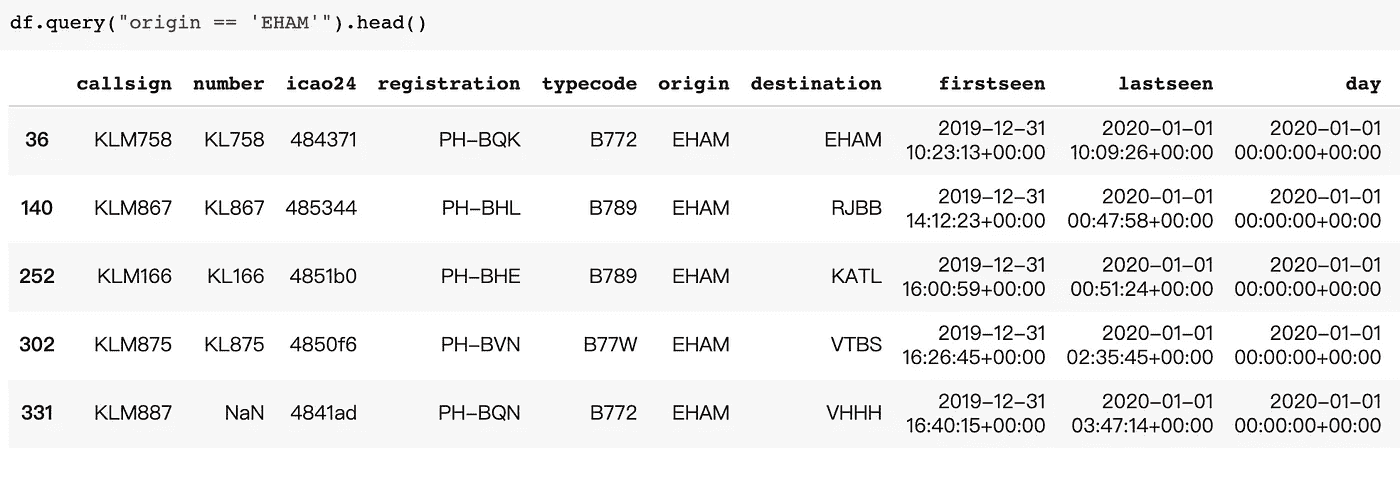 df.query("origin == 'EHAM'").head()
callsign number icao24 registration typecode origin destination firstseen lastseen day
36 KLM758 KL758 484371 PH–BQK B772 EHAM EHAM 2019–12–31 10:23:13+00:00 2020–01–01 10:09:26+00:00 2020–01–01 00:00:00+00:00
140 KLM867 KL867 485344 PH–BHL B789 EHAM RJBB 2019–12–31 14:12:23+00:00 2020–01–01 00:47:58+00:00 2020–01–01 00:00:00+00:00
252 KLM166 KL166 4851b0 PH–BHE B789 EHAM KATL 2019–12–31 16:00:59+00:00 2020–01–01 00:51:24+00:00 2020–01–01 00:00:00+00:00
302 KLM875 KL875 4850f6 PH–BVN B77W EHAM VTBS 2019–12–31 16:26:45+00:00 2020–01–01 02:35:45+00:00 2020–01–01 00:00:00+00:00
331 KLM887 NaN 4841ad PH–BQN B772 EHAM VHHH 2019–12–31 16:40:15+00:00 2020–01–01 03:47:14+00:00 2020–01–01 00:00:00+00:00